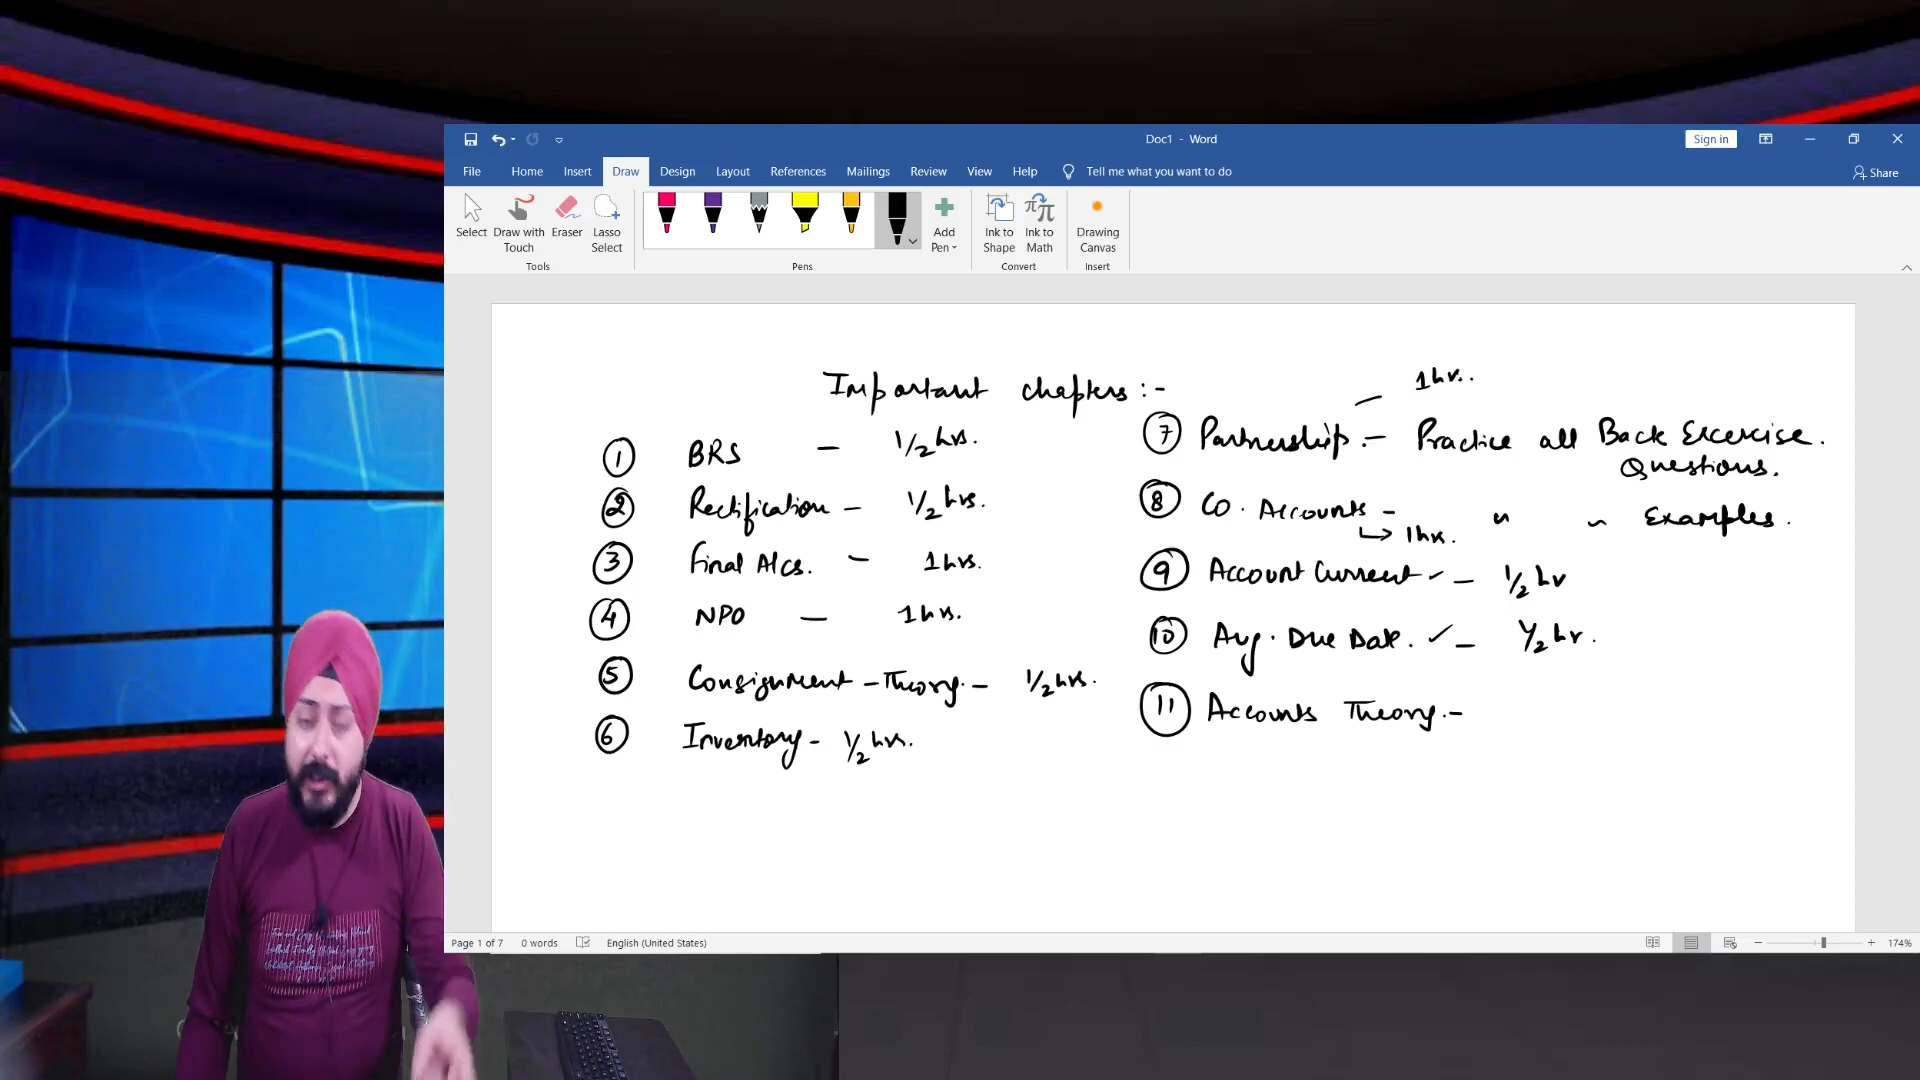 Doc1 - Word
Sign in
File Home Insert Draw Design Layout References Mailings Review View Help Tell me what you want to do
Share
Select Draw with Touch Eraser Lasso Select
Add Pen
Ink to Shape Ink to Math
Drawing Canvas
Tools Pens Convert Insert
Important chapters :-
1 BRS - 1/2 hrs.
2 Rectification - 1/2 hrs.
3 Final A/cs. - 1 hrs.
4 NPO - 1 hrs.
5 Consignment - Theory. - 1/2 hrs.
6 Inventory - 1/2 hrs.
1 hr..
7 Partnership. - Practice all Back Excercise.
Questions.
8 Co. Accounts - " " Examples.
↳ 1 hr.
9 Account Current ✓ - 1/2 hr
10 Avg. Due Date. ✓ - 1/2 hr.
11 Accounts Theory. -
Page 1 of 7 0 words English (United States) 174%